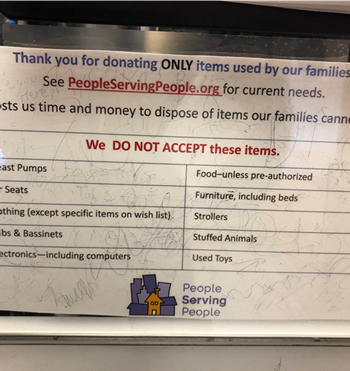 Thank you for donating ONLY items used by our families
See PeopleServingPeople.org for current needs.
osts us time and money to dispose of items our families cann
We DO NOT ACCEPT these items.
east Pumps
Food–unless pre-authorized
r Seats
Furniture, including beds
othing (except specific items on wish list)
Strollers
ibs & Bassinets
Stuffed Animals
ectronics—including computers
Used Toys
People
Serving
People